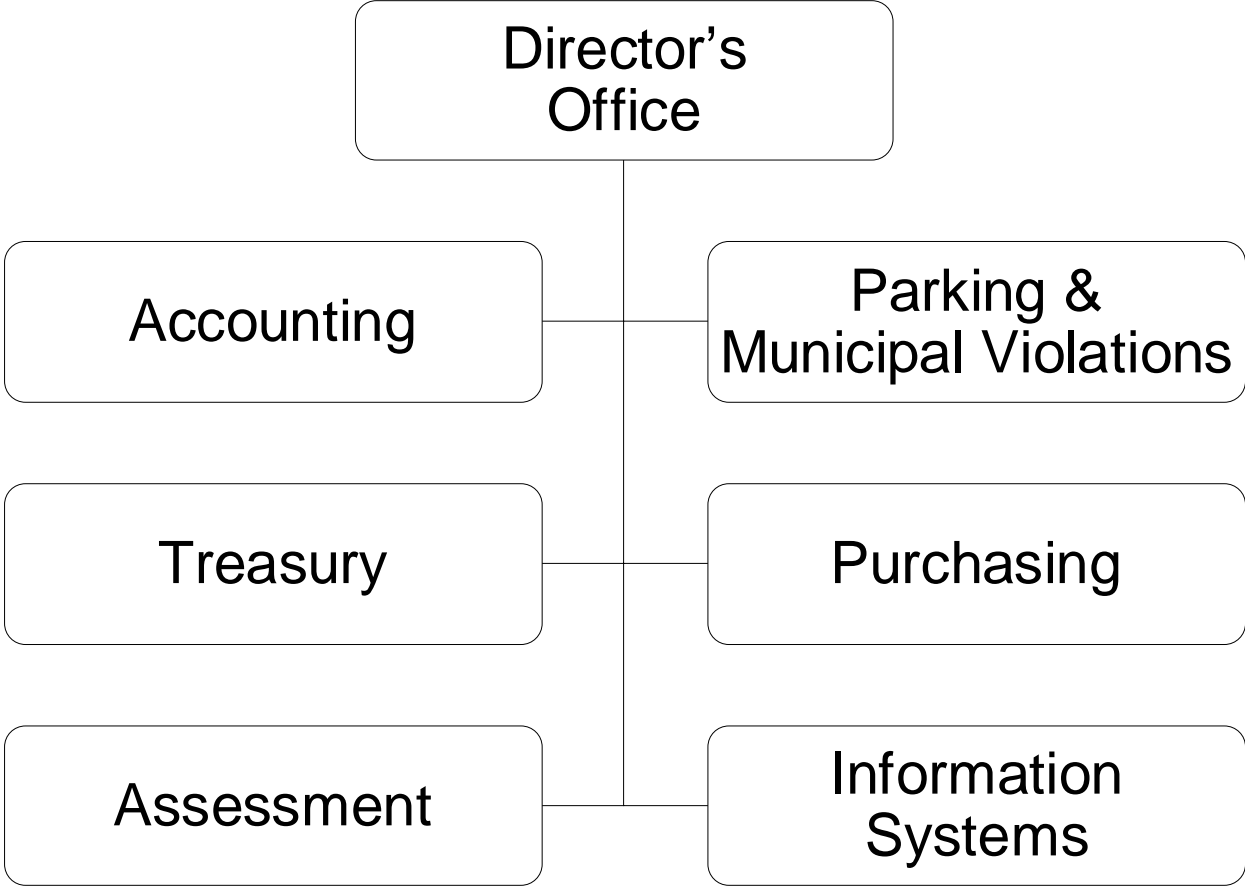 Director’s
Office
Accounting
Parking &
Municipal Violations
Treasury
Purchasing
Assessment
Information
Systems